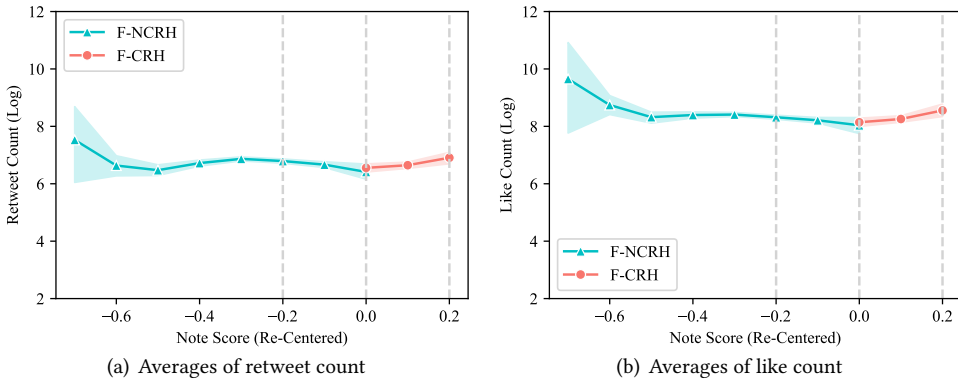 12
10
8
6
4
2
Retweet Count (Log)
F-NCRH
F-CRH
−0.6
−0.4
−0.2
0.0
0.2
Note Score (Re-Centered)
(a) Averages of retweet count
12
10
8
6
4
2
Like Count (Log)
F-NCRH
F-CRH
−0.6
−0.4
−0.2
0.0
0.2
Note Score (Re-Centered)
(b) Averages of like count